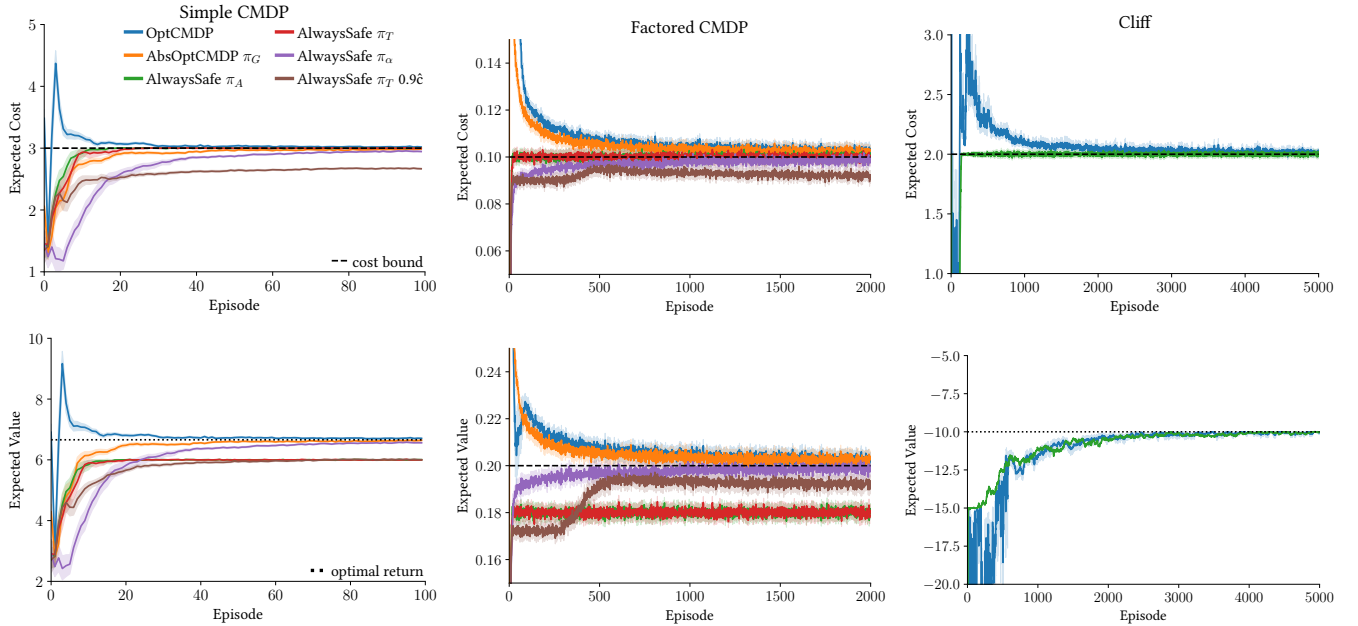 Simple CMDP
OptCMDP
AbsOptCMDP π_G
AlwaysSafe π_A
AlwaysSafe π_T
AlwaysSafe π_α
AlwaysSafe π_T 0.9ĉ
5
4
3
2
1
Expected Cost
cost bound
0 20 40 60 80 100
Episode
Factored CMDP
0.14
0.12
0.10
0.08
0.06
Expected Cost
0 500 1000 1500 2000
Episode
Cliff
3.0
2.5
2.0
1.5
1.0
Expected Cost
0 1000 2000 3000 4000 5000
Episode
10
8
6
4
2
Expected Value
optimal return
0 20 40 60 80 100
Episode
0.24
0.22
0.20
0.18
0.16
Expected Value
0 500 1000 1500 2000
Episode
−5.0
−7.5
−10.0
−12.5
−15.0
−17.5
−20.0
Expected Value
0 1000 2000 3000 4000 5000
Episode